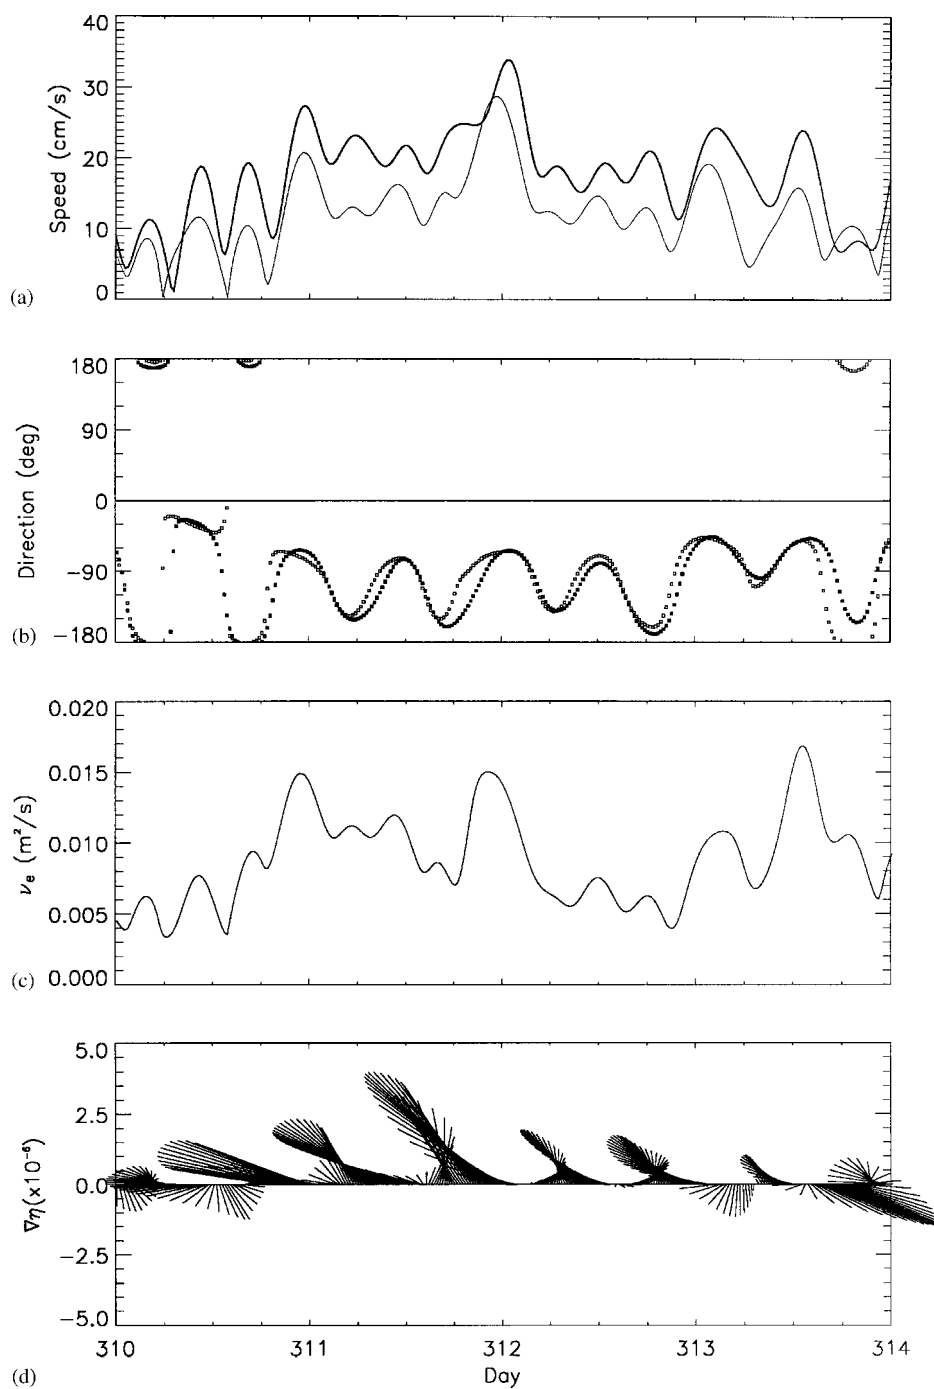 40
30
20
10
0
Speed (cm/s)
(a)
180
90
0
−90
−180
Direction (deg)
(b)
0.020
0.015
0.010
0.005
0.000
νe (m²/s)
(c)
5.0
2.5
0.0
−2.5
−5.0
∇η(x10⁻⁶)
310 311 312 313 314
Day
(d)